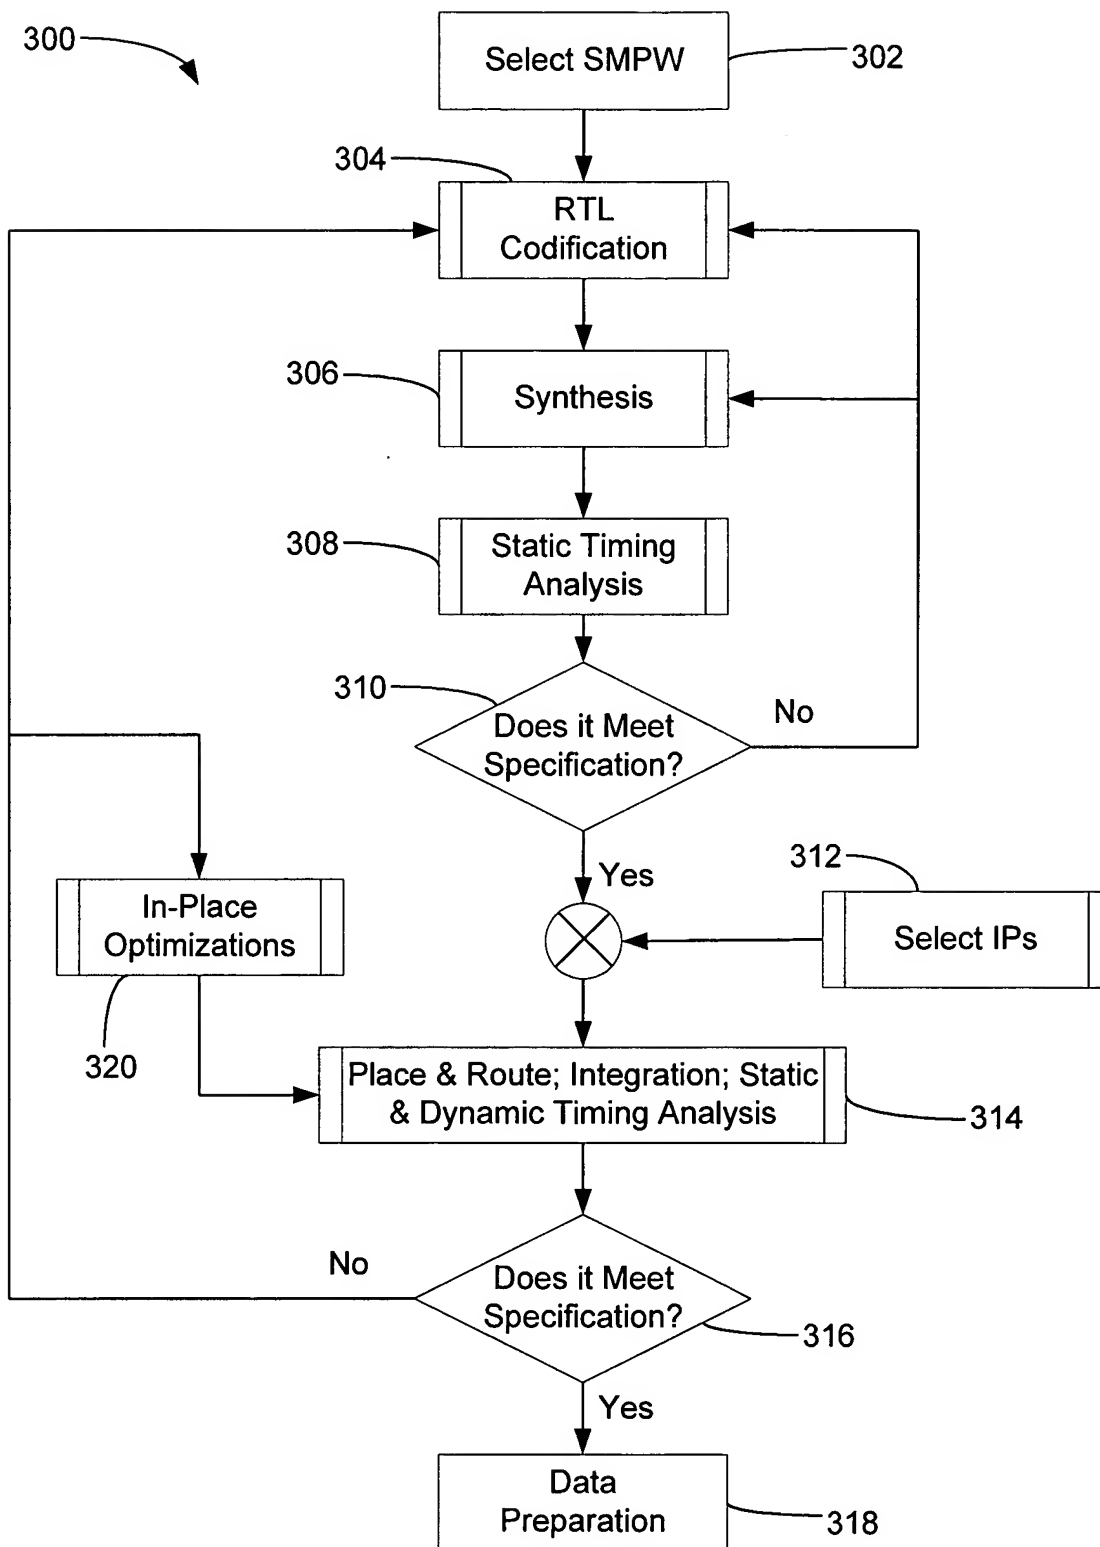 300
Select SMPW
302
304
RTL
Codification
306
Synthesis
308
Static Timing
Analysis
310
Does it Meet
Specification?
No
Yes
312
Select IPs
In-Place
Optimizations
320
Place & Route; Integration; Static
& Dynamic Timing Analysis
314
No
Does it Meet
Specification?
316
Yes
Data
Preparation
318